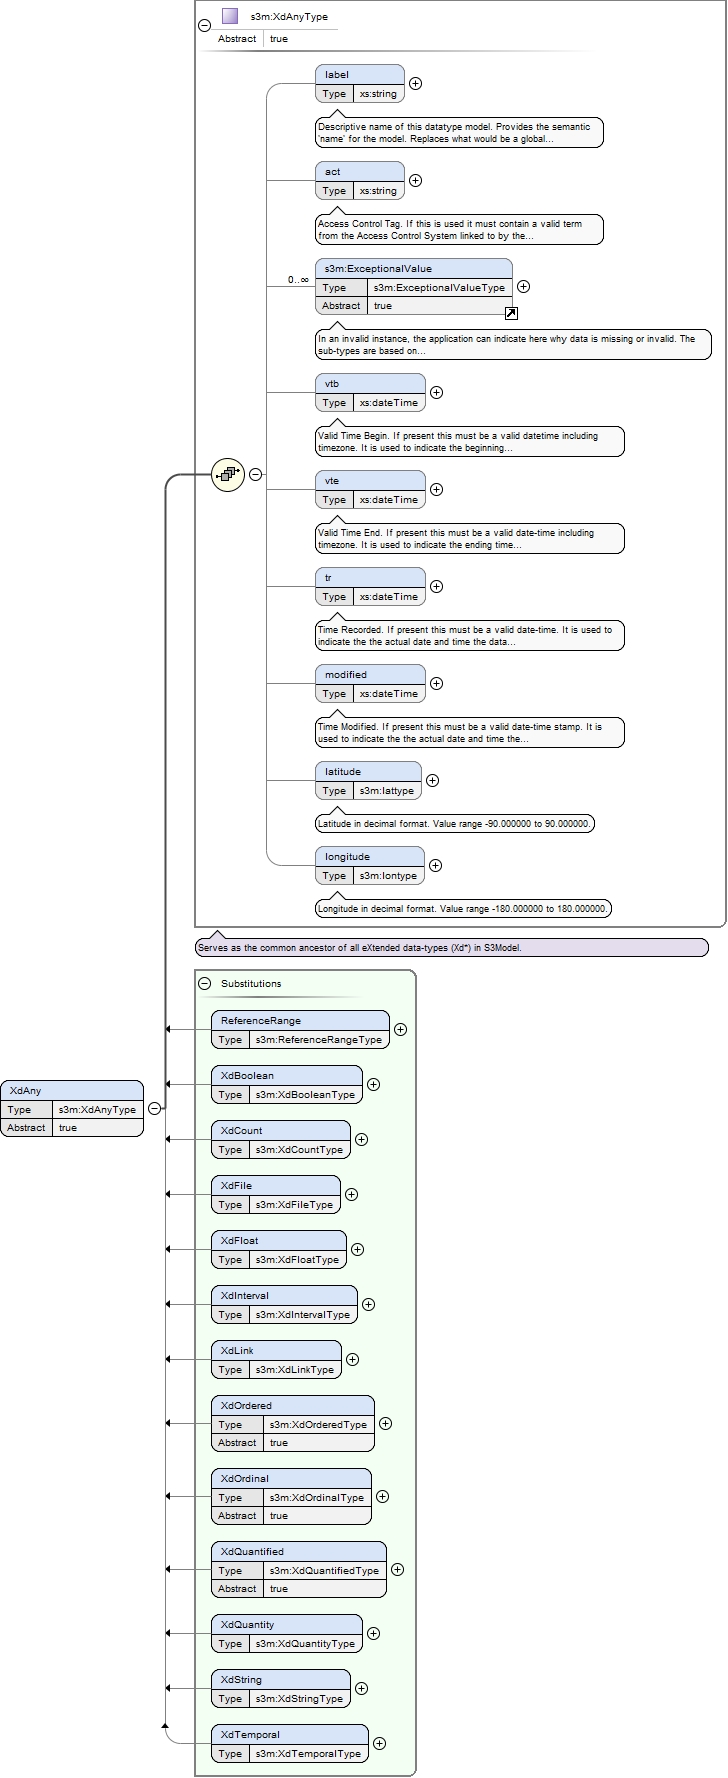 s3m:XdAnyType
Abstract true
label
Type xs:string
Descriptive name of this datatype model. Provides the semantic
'name' for the model. Replaces what would be a global...
act
Type xs:string
Access Control Tag. If this is used it must contain a valid term
from the Access Control System linked to by the...
0..∞
s3m:ExceptionalValue
Type s3m:ExceptionalValueType
Abstract true
In an invalid instance, the application can indicate here why data is missing or invalid. The
sub-types are based on...
vtb
Type xs:dateTime
Valid Time Begin. If present this must be a valid datetime including
timezone. It is used to indicate the beginning...
vte
Type xs:dateTime
Valid Time End. If present this must be a valid date-time including
timezone. It is used to indicate the ending time...
tr
Type xs:dateTime
Time Recorded. If present this must be a valid date-time. It is used to
indicate the the actual date and time the data...
modified
Type xs:dateTime
Time Modified. If present this must be a valid date-time stamp. It is
used to indicate the the actual date and time the...
latitude
Type s3m:lattype
Latitude in decimal format. Value range -90.000000 to 90.000000.
longitude
Type s3m:lontype
Longitude in decimal format. Value range -180.000000 to 180.000000.
Serves as the common ancestor of all eXtended data-types (Xd*) in S3Model.
Substitutions
ReferenceRange
Type s3m:ReferenceRangeType
XdBoolean
Type s3m:XdBooleanType
XdAny
Type s3m:XdAnyType
Abstract true
XdCount
Type s3m:XdCountType
XdFile
Type s3m:XdFileType
XdFloat
Type s3m:XdFloatType
XdInterval
Type s3m:XdIntervalType
XdLink
Type s3m:XdLinkType
XdOrdered
Type s3m:XdOrderedType
Abstract true
XdOrdinal
Type s3m:XdOrdinalType
Abstract true
XdQuantified
Type s3m:XdQuantifiedType
Abstract true
XdQuantity
Type s3m:XdQuantityType
XdString
Type s3m:XdStringType
XdTemporal
Type s3m:XdTemporalType